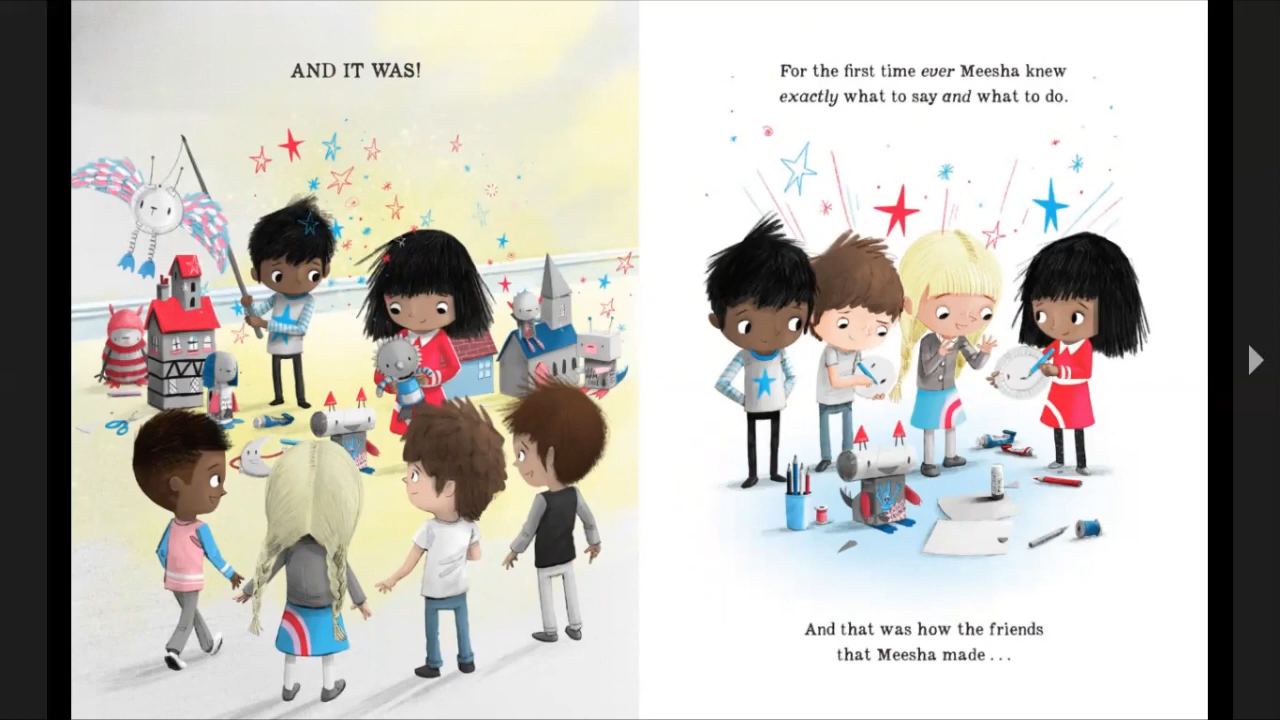 AND IT WAS!
For the first time ever Meesha knew
exactly what to say and what to do.
And that was how the friends
that Meesha made . . .